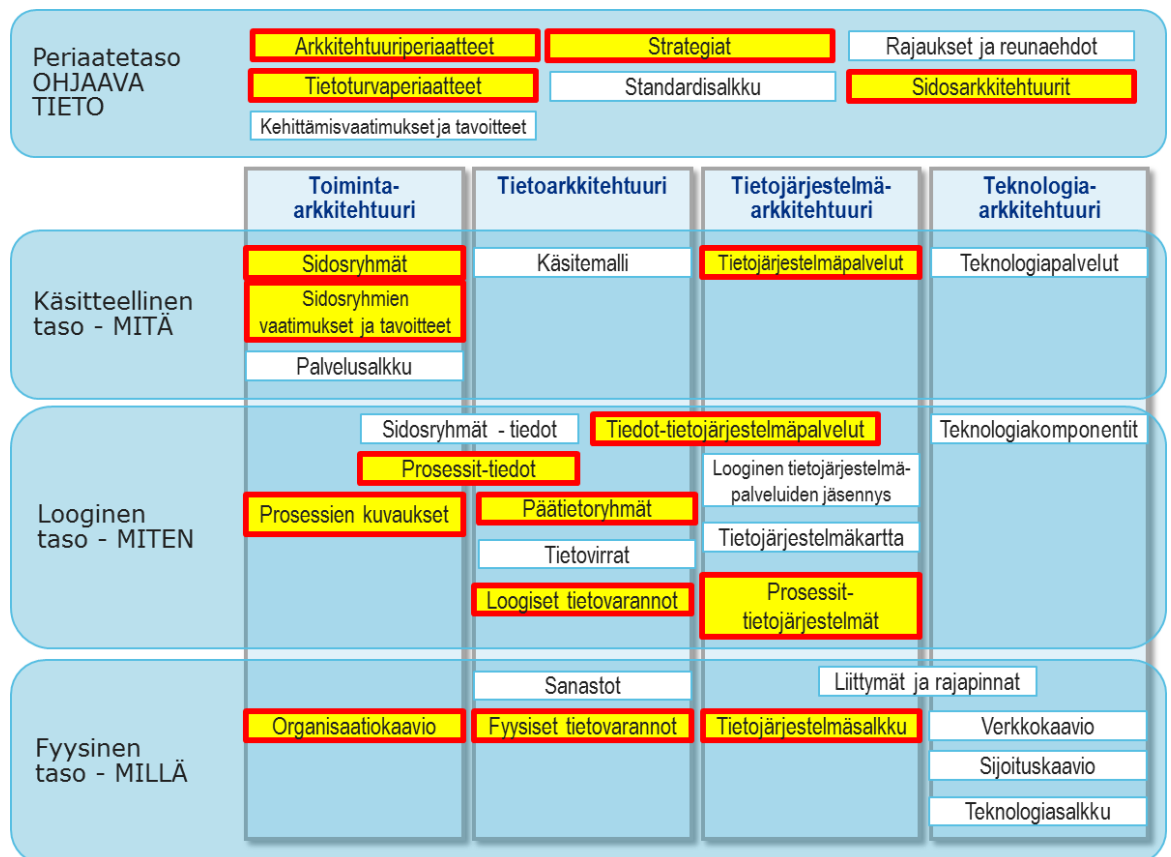 Periaatetaso
OHJAAVA
TIETO
Arkkitehtuuriperiaatteet
Strategiat
Rajaukset ja reunaehdot
Tietoturvaperiaatteet
Standardisalkku
Sidosarkkitehtuurit
Kehittämisvaatimukset ja tavoitteet
Toiminta-
arkkitehtuuri
Tietoarkkitehtuuri
Tietojärjestelmä-
arkkitehtuuri
Teknologia-
arkkitehtuuri
Käsitteellinen
taso - MITÄ
Sidosryhmät
Käsitemalli
Tietojärjestelmäpalvelut
Teknologiapalvelut
Sidosryhmien
vaatimukset ja tavoitteet
Palvelusalkku
Looginen
taso - MITEN
Sidosryhmät - tiedot
Tiedot-tietojärjestelmäpalvelut
Teknologiakomponentit
Prosessit-tiedot
Looginen tietojärjestelmä-
palveluiden jäsennys
Prosessien kuvaukset
Päätietoryhmät
Tietojärjestelmäkartta
Tietovirrat
Loogiset tietovarannot
Prosessit-
tietojärjestelmät
Fyysinen
taso - MILLÄ
Sanastot
Liittymät ja rajapinnat
Organisaatiokaavio
Fyysiset tietovarannot
Tietojärjestelmäsalkku
Verkkokaavio
Sijoituskaavio
Teknologiasalkku